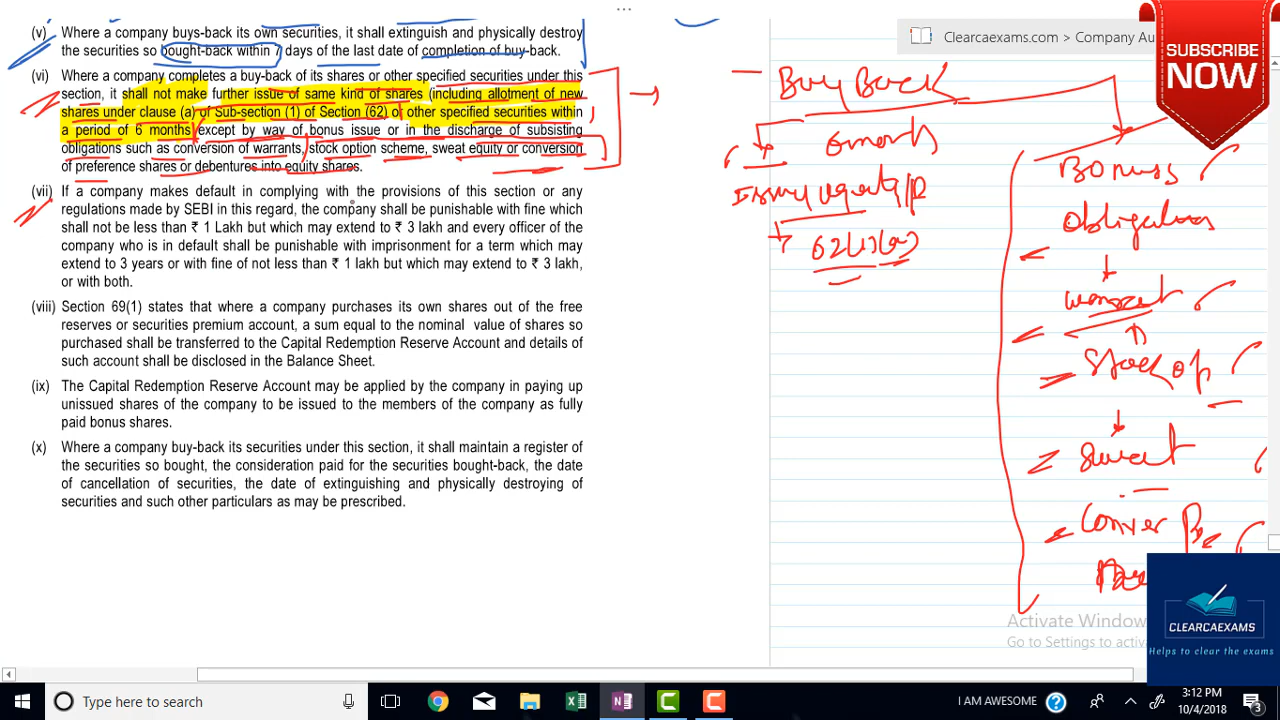 (v) Where a company buys-back its own securities, it shall extinguish and physically destroy
the securities so bought-back within 7 days of the last date of completion of buy-back.
(vi) Where a company completes a buy-back of its shares or other specified securities under this
section, it shall not make further issue of same kind of shares (including allotment of new
shares under clause (a) of Sub-section (1) of Section (62) or other specified securities within
a period of 6 months except by way of bonus issue or in the discharge of subsisting
obligations such as conversion of warrants, stock option scheme, sweat equity or conversion
of preference shares or debentures into equity shares.
(vii) If a company makes default in complying with the provisions of this section or any
regulations made by SEBI in this regard, the company shall be punishable with fine which
shall not be less than ₹ 1 Lakh but which may extend to ₹ 3 lakh and every officer of the
company who is in default shall be punishable with imprisonment for a term which may
extend to 3 years or with fine of not less than ₹ 1 lakh but which may extend to ₹ 3 lakh,
or with both.
(viii) Section 69(1) states that where a company purchases its own shares out of the free
reserves or securities premium account, a sum equal to the nominal value of shares so
purchased shall be transferred to the Capital Redemption Reserve Account and details of
such account shall be disclosed in the Balance Sheet.
(ix) The Capital Redemption Reserve Account may be applied by the company in paying up
unissued shares of the company to be issued to the members of the company as fully
paid bonus shares.
(x) Where a company buy-back its securities under this section, it shall maintain a register of
the securities so bought, the consideration paid for the securities bought-back, the date
of cancellation of securities, the date of extinguishing and physically destroying of
securities and such other particulars as may be prescribed.
Clearcaexams.com > Company Au
SUBSCRIBE
NOW
Buy Back
6 months
62(1)(a)
Bonus
obligations
warrant
Stock op
Sweat
Conver
Activate Window
Go to Settings to activ
CLEARCAEXAMS
Helps to clear the exams
Type here to search
I AM AWESOME
3:12 PM
10/4/2018
3